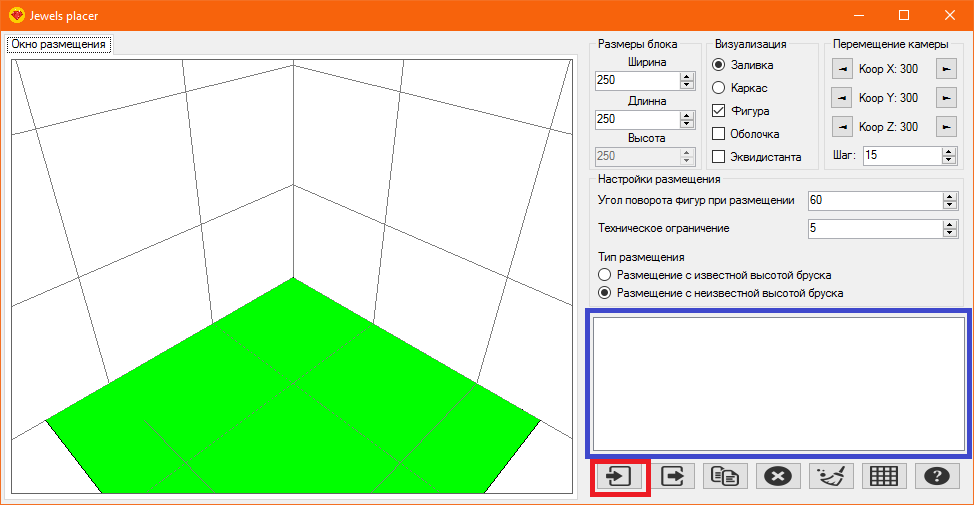 Jewels placer
Окно размещения
Размеры блока
Ширина
250
Длинна
250
Высота
250
Визуализация
Заливка
Каркас
Фигура
Оболочка
Эквидистанта
Перемещение камеры
Коор X: 300
Коор Y: 300
Коор Z: 300
Шаг: 15
Настройки размещения
Угол поворота фигур при размещении 60
Техническое ограничение 5
Тип размещения
Размещение с известной высотой бруска
Размещение с неизвестной высотой бруска
?